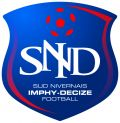 SNID
SUD NIVERNAIS
IMPHY-DECIZE
FOOTBALL